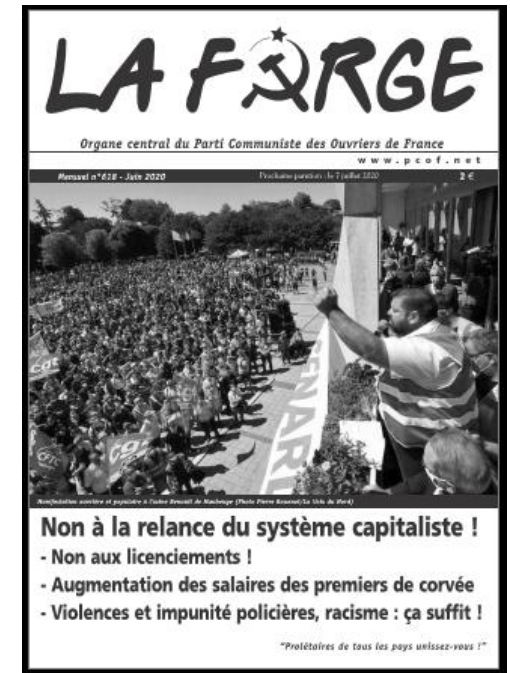 LA FORGE
Organe central du Parti Communiste des Ouvriers de France
www.pcof.net
Mensuel n°618 - Juin 2020 Prochaine parution : le 7 juillet 2020 2 €
cgt
cgt
Manifestation ouvrière et populaire à l'usine Renault de Maubeuge (Photo Pierre Rouanet/La Voix du Nord)
Non à la relance du système capitaliste !
- Non aux licenciements !
- Augmentation des salaires des premiers de corvée
- Violences et impunité policières, racisme : ça suffit !
"Prolétaires de tous les pays unissez-vous !"